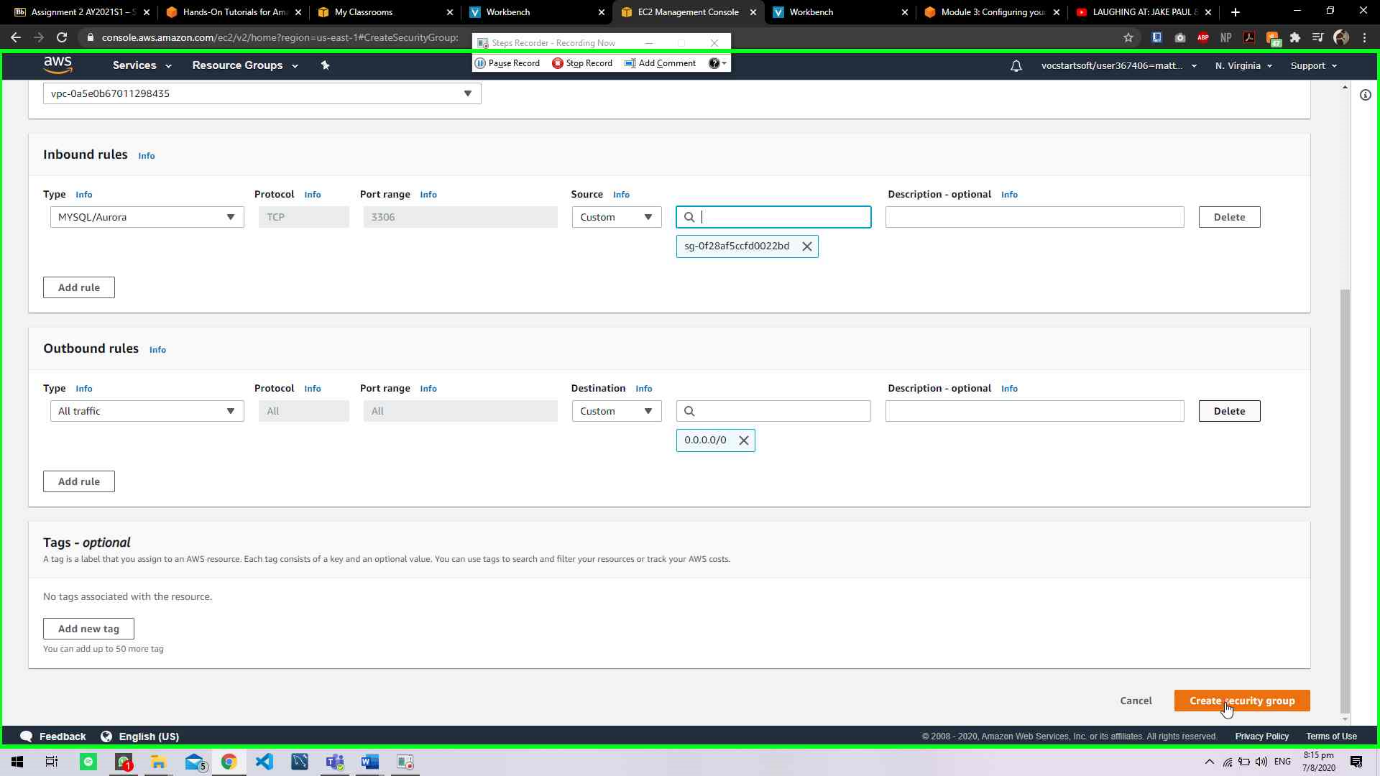 Assignment 2 AY2021S1 – S
Hands-On Tutorials for Am
My Classrooms
Workbench
EC2 Management Console
Workbench
Module 3: Configuring you
LAUGHING AT: JAKE PAUL &
console.aws.amazon.com/ec2/v2/home?region=us-east-1#CreateSecurityGroup:
Steps Recorder - Recording Now
Pause Record
Stop Record
Add Comment
aws
Services
Resource Groups
vocstartsoft/user367406=matt...
N. Virginia
Support
vpc-0a5e0b67011298435
Inbound rules Info
Type Info
Protocol Info
Port range Info
Source Info
Description - optional Info
MYSQL/Aurora
TCP
3306
Custom
Delete
sg-0f28af5ccfd0022bd
Add rule
Outbound rules Info
Type Info
Protocol Info
Port range Info
Destination Info
Description - optional Info
All traffic
All
All
Custom
Delete
0.0.0.0/0
Add rule
Tags - optional
A tag is a label that you assign to an AWS resource. Each tag consists of a key and an optional value. You can use tags to search and filter your resources or track your AWS costs.
No tags associated with the resource.
Add new tag
You can add up to 50 more tag
Cancel
Create security group
Feedback
English (US)
© 2008 - 2020, Amazon Web Services, Inc. or its affiliates. All rights reserved.
Privacy Policy
Terms of Use
ENG
8:15 pm
7/8/2020